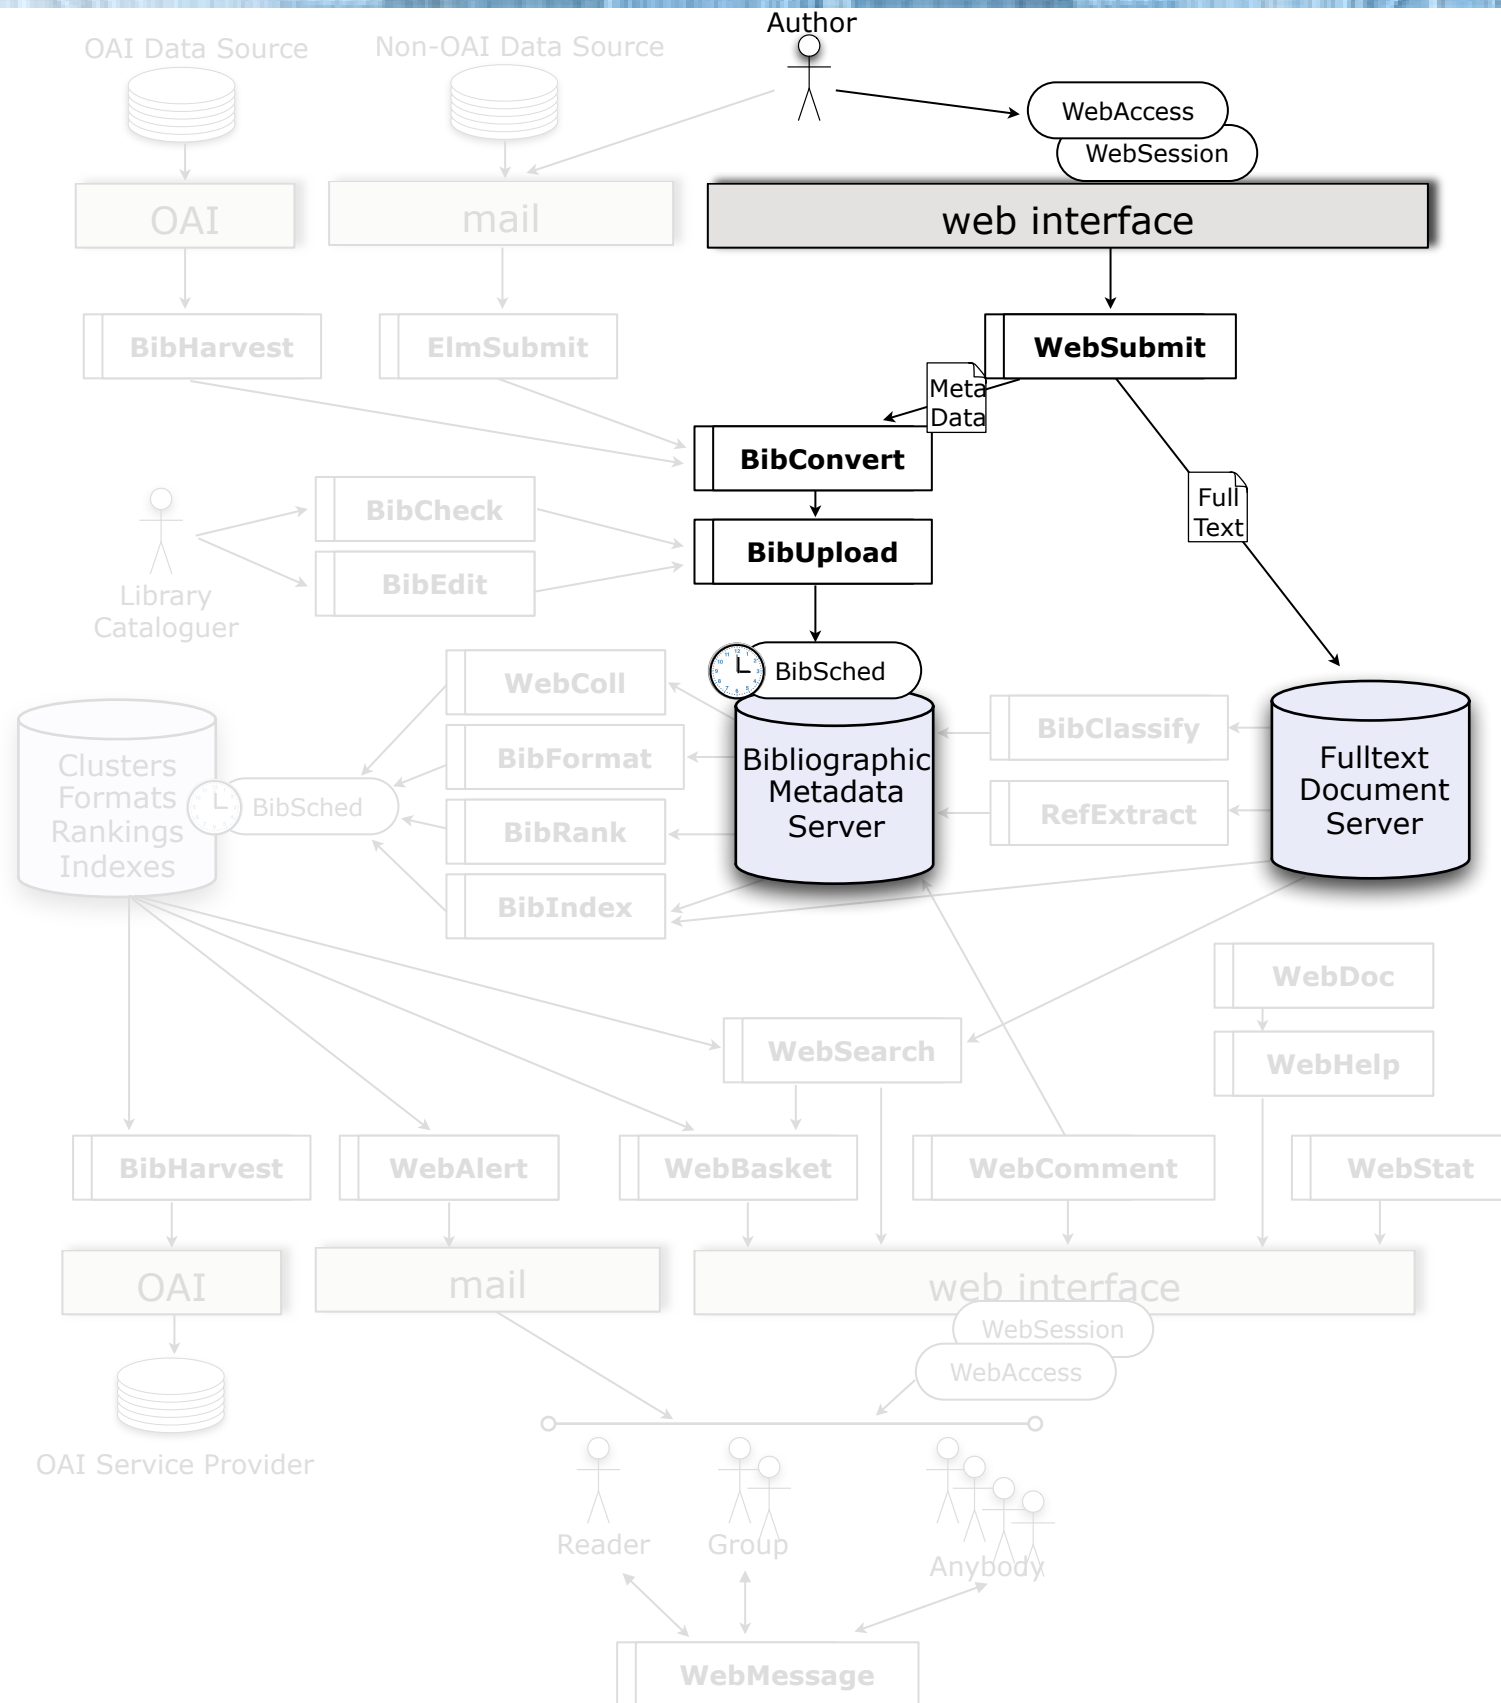 Author
OAI Data Source
Non-OAI Data Source
WebAccess
WebSession
OAI
mail
web interface
BibHarvest
ElmSubmit
WebSubmit
Meta
Data
BibConvert
Full
Text
BibCheck
BibUpload
BibEdit
Library
Cataloguer
BibSched
WebColl
BibClassify
Clusters
Formats
Rankings
Indexes
BibSched
BibFormat
Bibliographic
Metadata
Server
Fulltext
Document
Server
BibRank
RefExtract
BibIndex
WebDoc
WebSearch
WebHelp
BibHarvest
WebAlert
WebBasket
WebComment
WebStat
OAI
mail
web interface
WebSession
WebAccess
OAI Service Provider
Reader
Group
Anybody
WebMessage